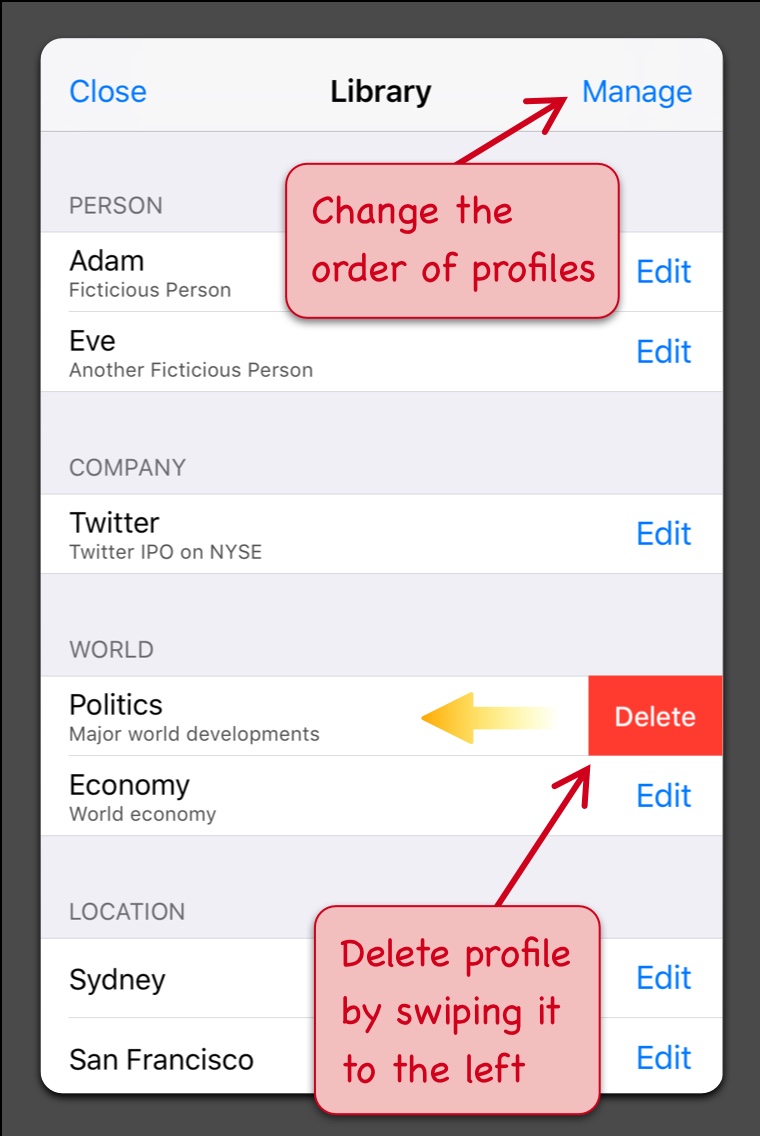 Close Library Manage
Change the
order of profiles
PERSON
Adam
Ficticious Person
Edit
Eve
Another Ficticious Person
Edit
COMPANY
Twitter
Twitter IPO on NYSE
Edit
WORLD
Politics
Major world developments
Delete
Economy
World economy
Edit
LOCATION
Sydney
Edit
San Francisco
Edit
Delete profile
by swiping it
to the left